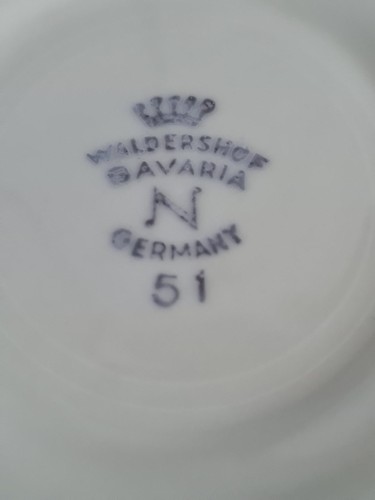 WALDERSHOF
BAVARIA
N
GERMANY
51